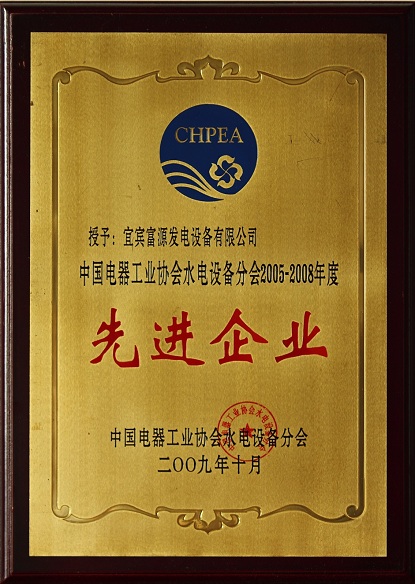 CHPEA
授予：宜宾富源发电设备有限公司
中国电器工业协会水电设备分会2005-2008年度
先进企业
中国电器工业协会水电设备分会
二〇〇九年十月